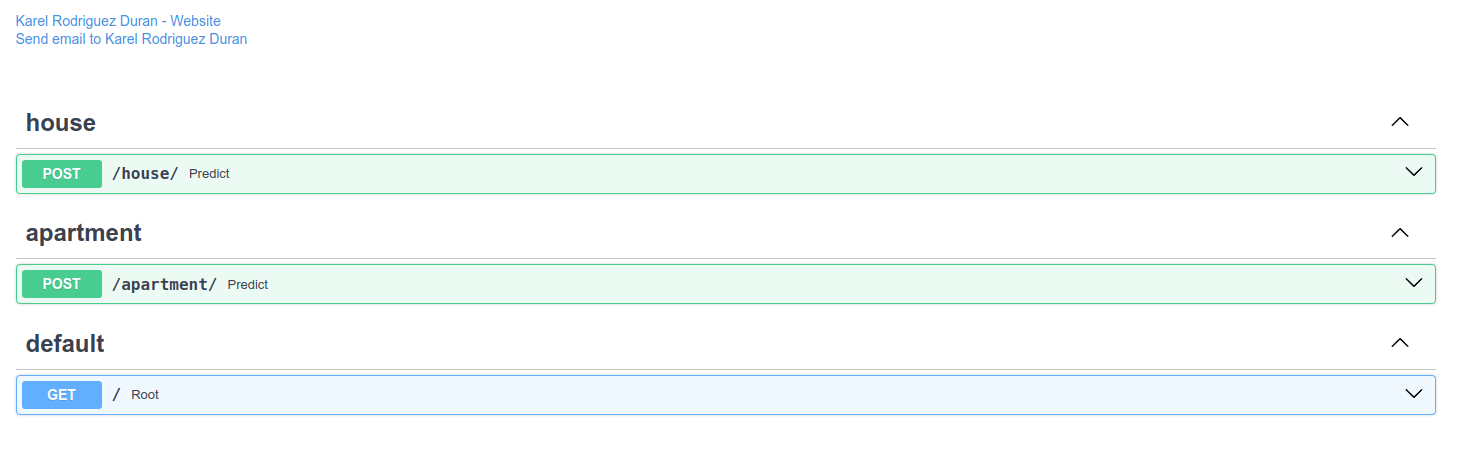 Karel Rodriguez Duran - Website
Send email to Karel Rodriguez Duran
house
POST /house/ Predict
apartment
POST /apartment/ Predict
default
GET / Root